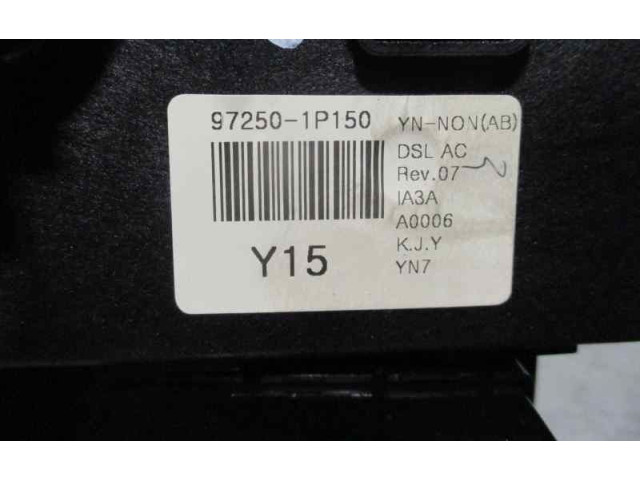 97250-1P150
Y15
YN-NON(AB)
DSL AC
Rev.07
IA3A
A0006
K.J.Y
YN7